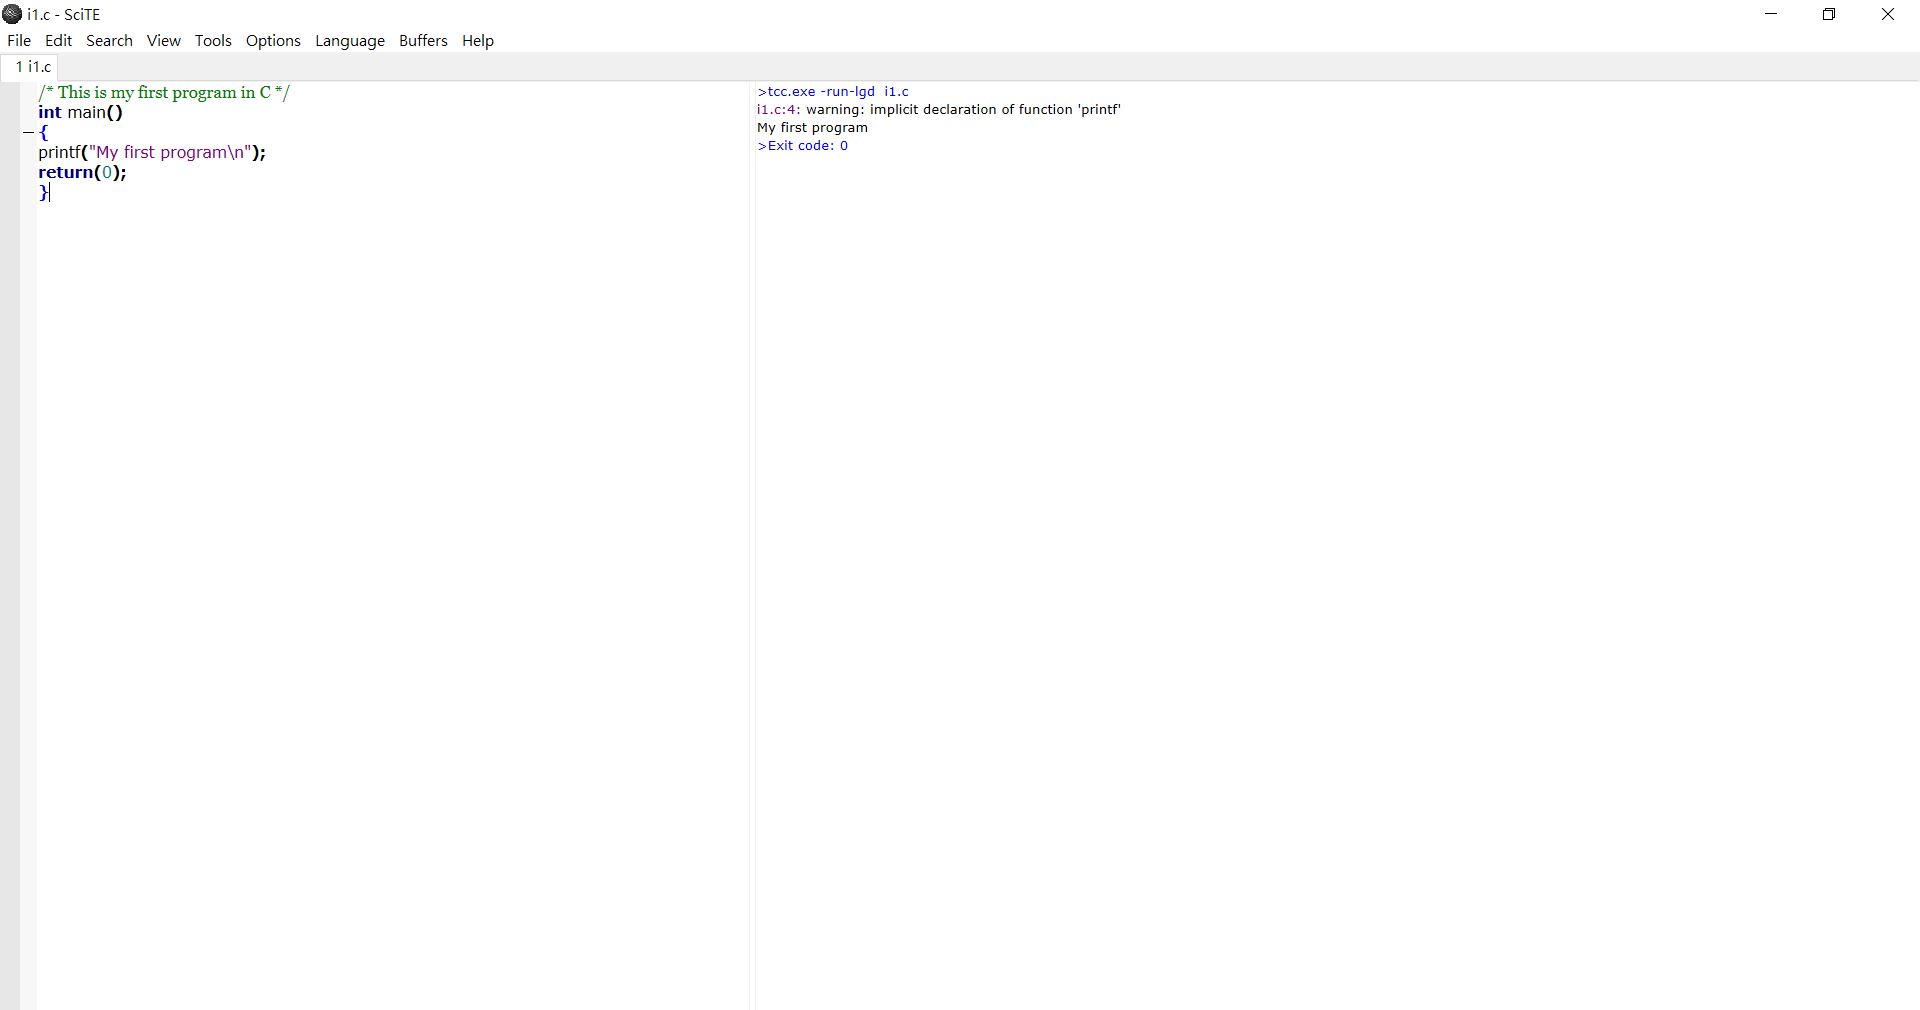 i1.c - SciTE
File Edit Search View Tools Options Language Buffers Help
1 i1.c
/* This is my first program in C */
int main()
{
printf("My first program\n");
return(0);
}
>tcc.exe -run-lgd  i1.c
i1.c:4: warning: implicit declaration of function 'printf'
My first program
>Exit code: 0